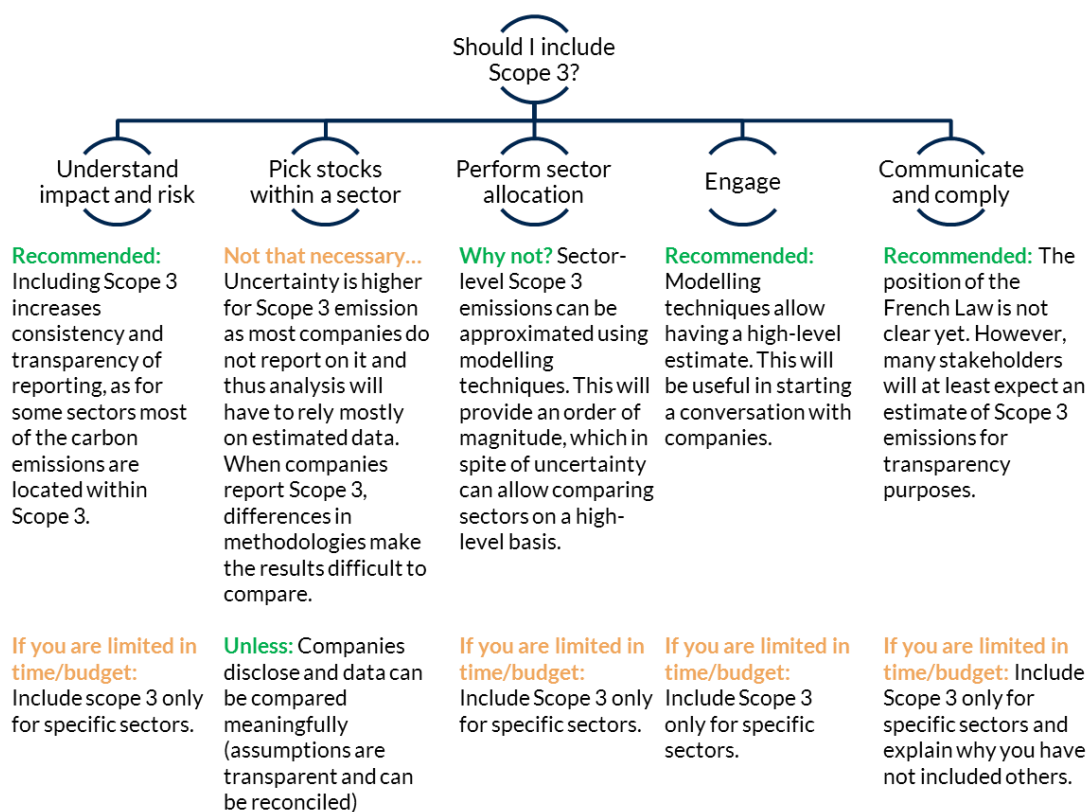 Should I include
Scope 3?
Understand
impact and risk
Pick stocks
within a sector
Perform sector
allocation
Engage
Communicate
and comply
Recommended:
Including Scope 3
increases
consistency and
transparency of
reporting, as for
some sectors most
of the carbon
emissions are
located within
Scope 3.
Not that necessary…
Uncertainty is higher
for Scope 3 emission
as most companies do
not report on it and
thus analysis will
have to rely mostly
on estimated data.
When companies
report Scope 3,
differences in
methodologies make
the results difficult to
compare.
Why not? Sector-
level Scope 3
emissions can be
approximated using
modelling
techniques. This will
provide an order of
magnitude, which in
spite of uncertainty
can allow comparing
sectors on a high-
level basis.
Recommended:
Modelling
techniques allow
having a high-level
estimate. This will
be useful in starting
a conversation with
companies.
Recommended: The
position of the
French Law is not
clear yet. However,
many stakeholders
will at least expect an
estimate of Scope 3
emissions for
transparency
purposes.
If you are limited in
time/budget:
Include scope 3 only
for specific sectors.
Unless: Companies
disclose and data can
be compared
meaningfully
(assumptions are
transparent and can
be reconciled)
If you are limited in
time/budget:
Include Scope 3 only
for specific sectors.
If you are limited in
time/budget:
Include Scope 3
only for specific
sectors.
If you are limited in
time/budget: Include
Scope 3 only for
specific sectors and
explain why you have
not included others.